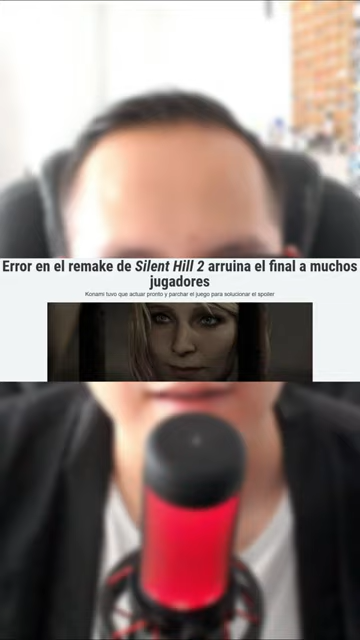 Error en el remake de Silent Hill 2 arruina el final a muchos
jugadores
Konami tuvo que actuar pronto y parchar el juego para solucionar el spoiler